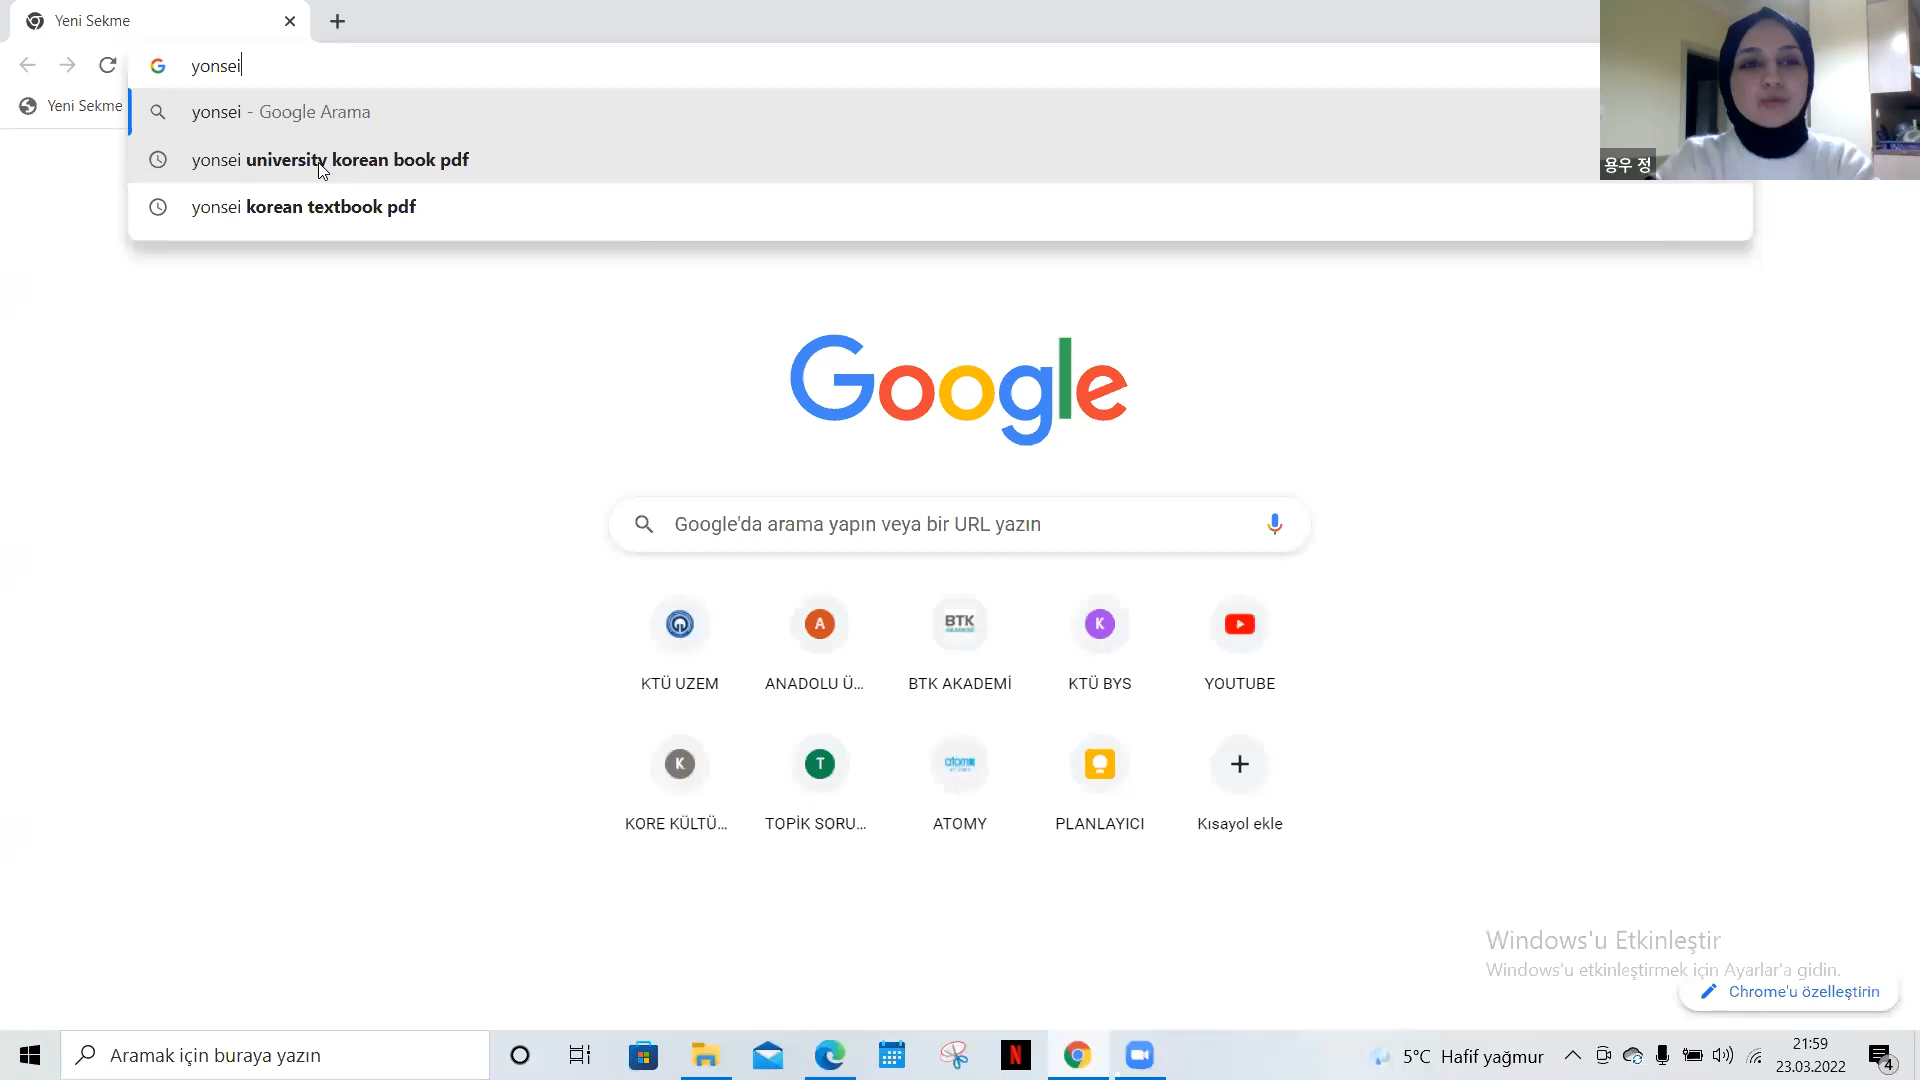 Yeni Sekme
yonsei
Yeni Sekme
yonsei - Google Arama
yonsei university korean book pdf
yonsei korean textbook pdf
용우 정
Google
Google'da arama yapın veya bir URL yazın
BTK
KTÜ UZEM
ANADOLU Ü...
BTK AKADEMİ
KTÜ BYS
YOUTUBE
A
K
K
T
atomy
KORE KÜLTÜ...
TOPİK SORU...
ATOMY
PLANLAYICI
Kısayol ekle
Windows'u Etkinleştir
Windows'u etkinleştirmek için Ayarlar'a gidin.
Chrome'u özelleştirin
Aramak için buraya yazın
N
5°C Hafif yağmur
21:59
23.03.2022
4